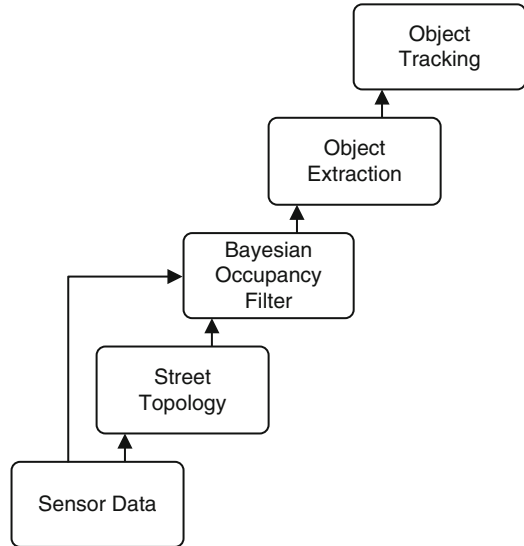 Object
Tracking
Object
Extraction
Bayesian
Occupancy
Filter
Street
Topology
Sensor Data